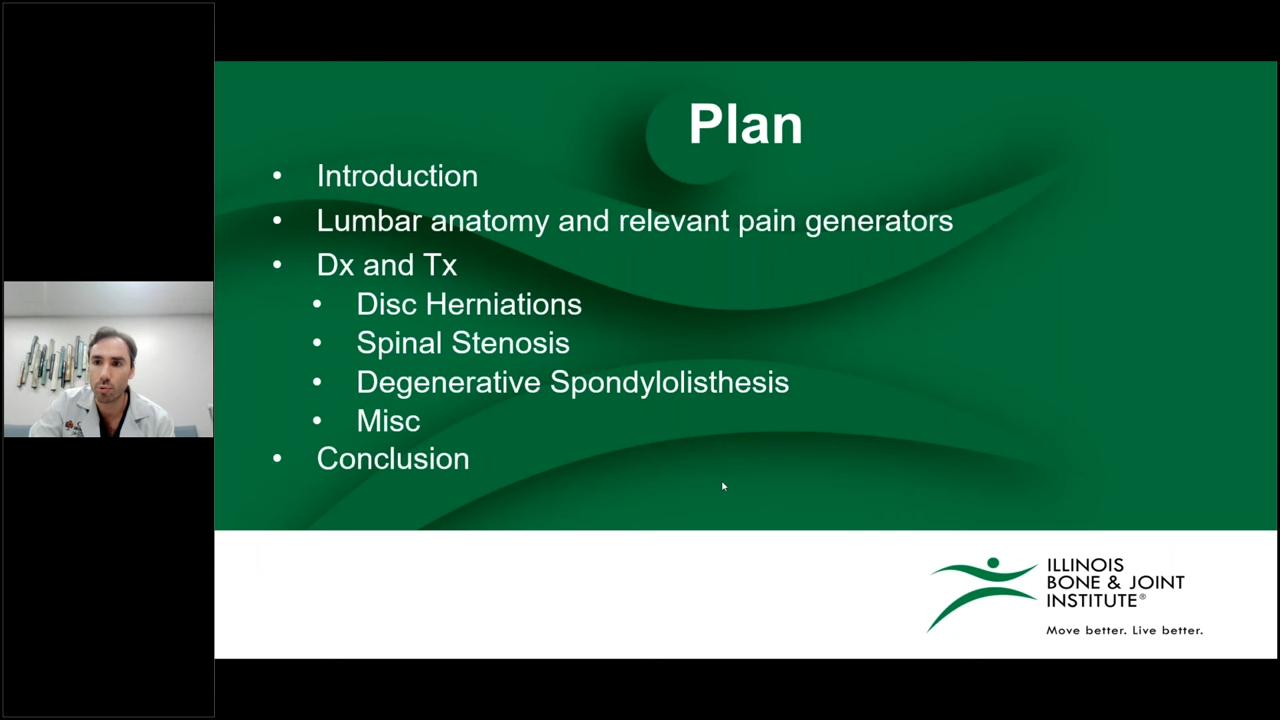 Plan
• Introduction
• Lumbar anatomy and relevant pain generators
• Dx and Tx
• Disc Herniations
• Spinal Stenosis
• Degenerative Spondylolisthesis
• Misc
• Conclusion
ILLINOIS
BONE & JOINT
INSTITUTE®
Move better. Live better.